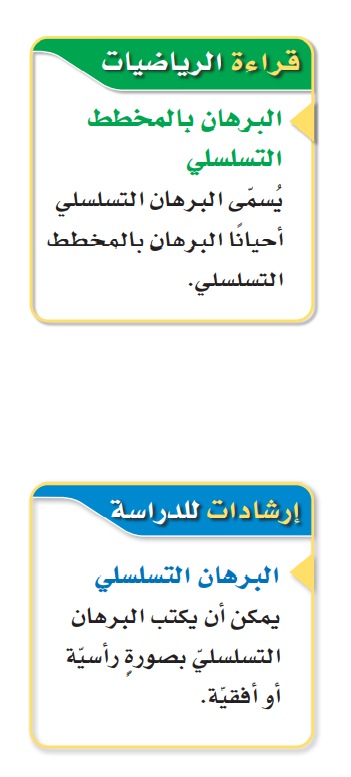 قراءة الرياضيات
البرهان بالمخطط
التسلسلي
يُسمّى البرهان التسلسلي
أحيانًا البرهان بالمخطط
التسلسلي.
إرشادات للدراسة
البرهان التسلسلي
يمكن أن يكتب البرهان
التسلسليّ بصورةٍ رأسيّة
أو أفقيّة.